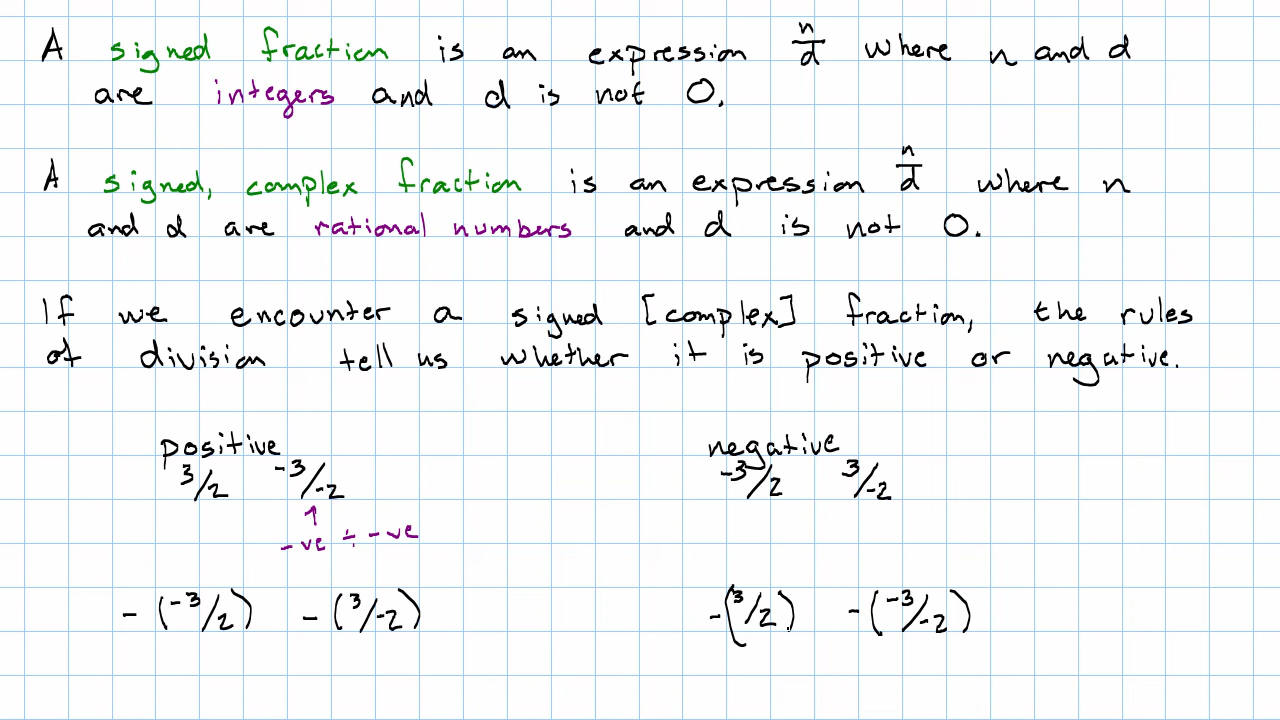 A signed fraction is an expression n/d where n and d
are integers and d is not 0.
A signed, complex fraction is an expression n/d where n
and d are rational numbers and d is not 0.
If we encounter a signed [complex] fraction, the rules
of division tell us whether it is positive or negative.
positive negative
3/2 -3/-2 -3/2 3/-2
↑
-ve ÷ -ve
-(-3/2) -(3/-2) -(3/2) -(-3/-2)